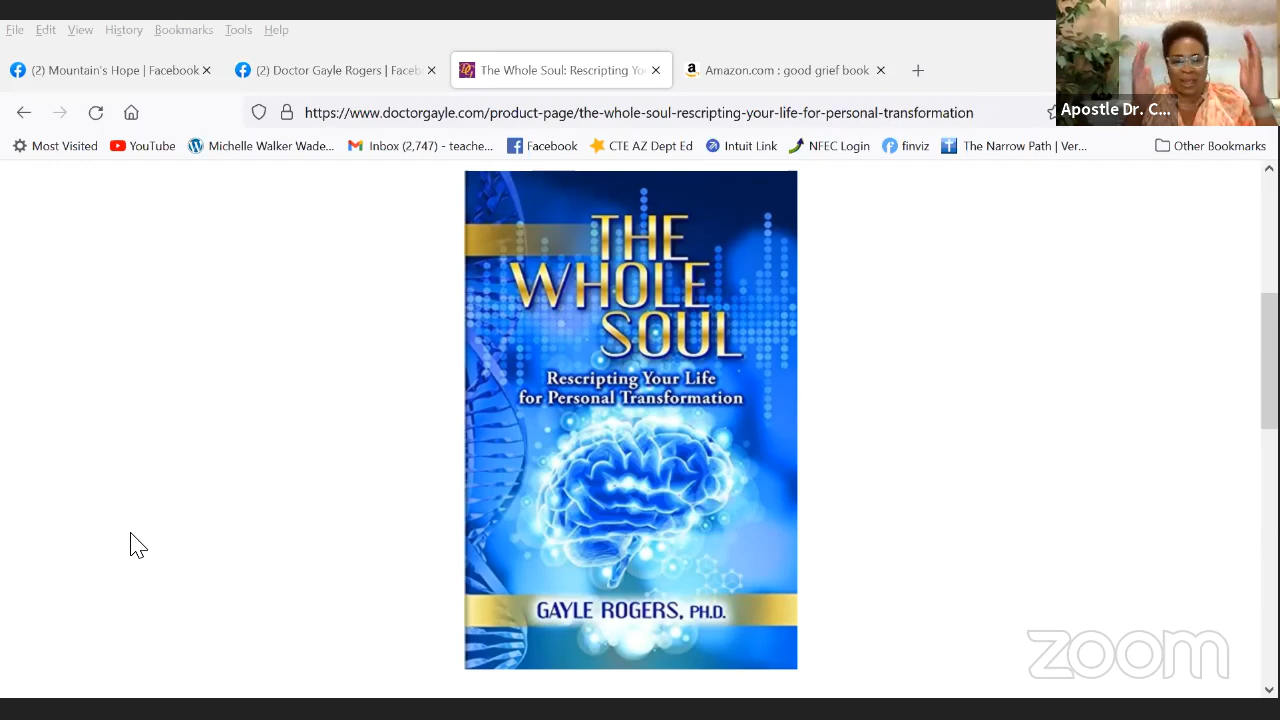 File Edit View History Bookmarks Tools Help
(2) Mountain's Hope | Facebook
(2) Doctor Gayle Rogers | Faceb
The Whole Soul: Rescripting Yo
Amazon.com : good grief book
https://www.doctorgayle.com/product-page/the-whole-soul-rescripting-your-life-for-personal-transformation
Apostle Dr. C...
Most Visited YouTube Michelle Walker Wade... Inbox (2,747) - teache... Facebook CTE AZ Dept Ed Intuit Link NFEC Login finviz The Narrow Path | Ver... Other Bookmarks
THE
WHOLE
SOUL
Rescripting Your Life
for Personal Transformation
GAYLE ROGERS, PH.D.
zoom